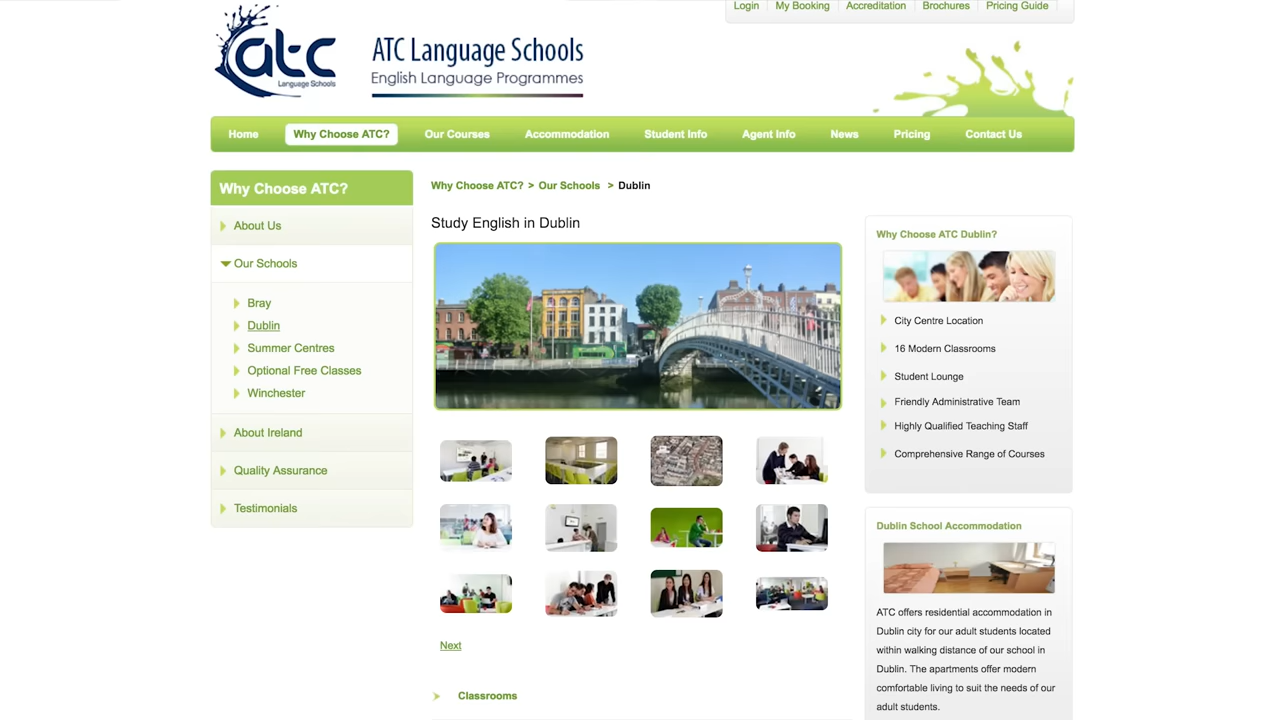 Login
My Booking
Accreditation
Brochures
Pricing Guide
atc
Language Schools
ATC Language Schools
English Language Programmes
Home
Why Choose ATC?
Our Courses
Accommodation
Student Info
Agent Info
News
Pricing
Contact Us
Why Choose ATC?
About Us
Our Schools
Bray
Dublin
Summer Centres
Optional Free Classes
Winchester
About Ireland
Quality Assurance
Testimonials
Why Choose ATC? > Our Schools > Dublin
Study English in Dublin
Next
Classrooms
Why Choose ATC Dublin?
City Centre Location
16 Modern Classrooms
Student Lounge
Friendly Administrative Team
Highly Qualified Teaching Staff
Comprehensive Range of Courses
Dublin School Accommodation
ATC offers residential accommodation in
Dublin city for our adult students located
within walking distance of our school in
Dublin. The apartments offer modern
comfortable living to suit the needs of our
adult students.